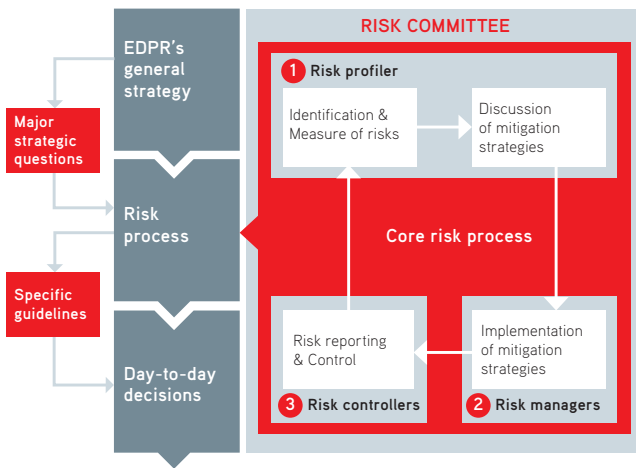 EDPR's
general
strategy
Major
strategic
questions
Risk
process
Specific
guidelines
Day-to-day
decisions
RISK COMMITTEE
1 Risk profiler
Identification &
Measure of risks
Discussion
of mitigation
strategies
Core risk process
Risk reporting
& Control
3 Risk controllers
Implementation
of mitigation
strategies
2 Risk managers